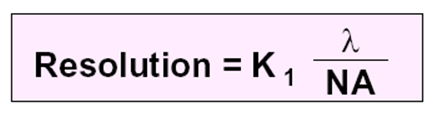 Resolution = K₁ λ/NA